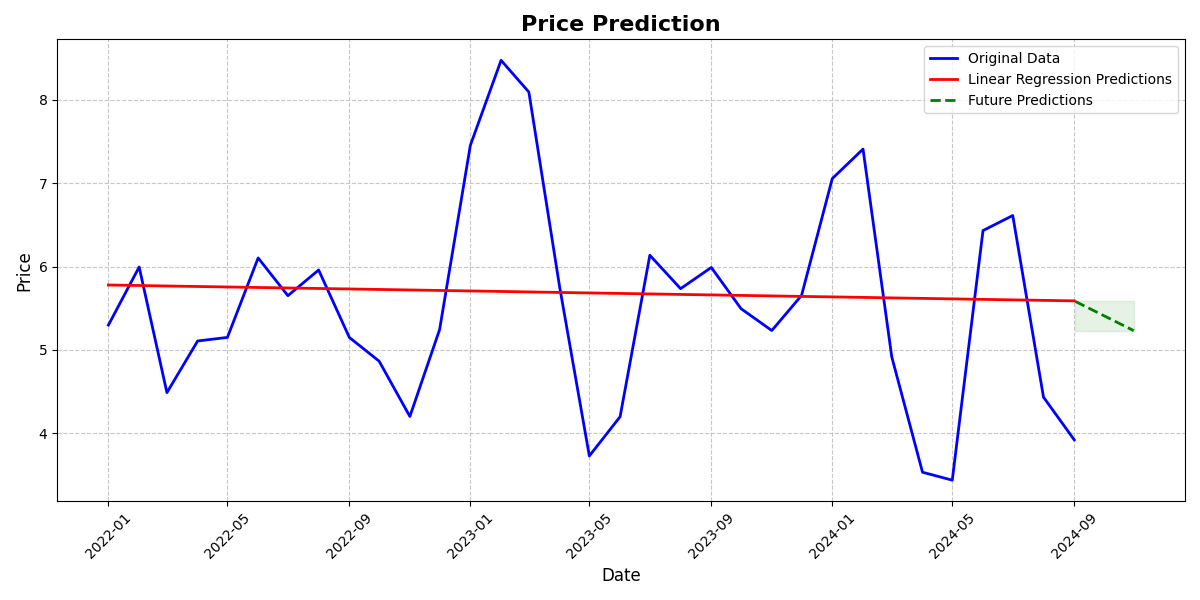 Price Prediction
Original Data
Linear Regression Predictions
Future Predictions
Price
8
7
6
5
4
2022-01
2022-05
2022-09
2023-01
2023-05
2023-09
2024-01
2024-05
2024-09
Date